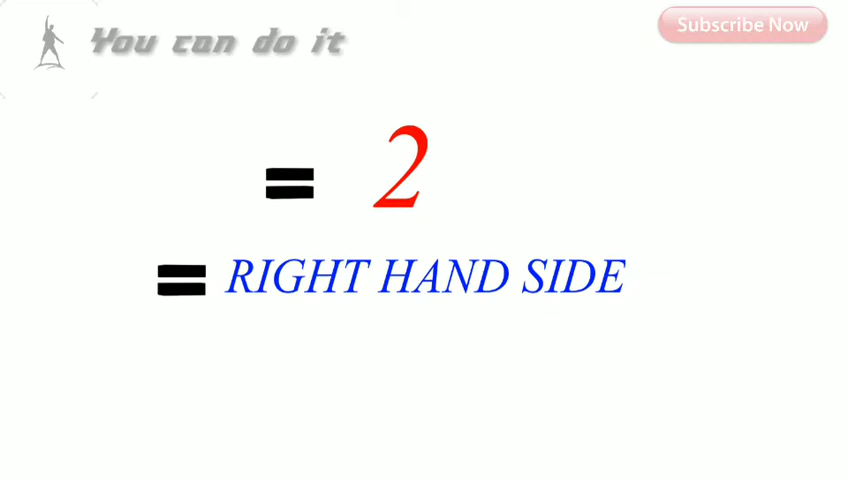 You can do it
Subscribe Now
= 2
= RIGHT HAND SIDE